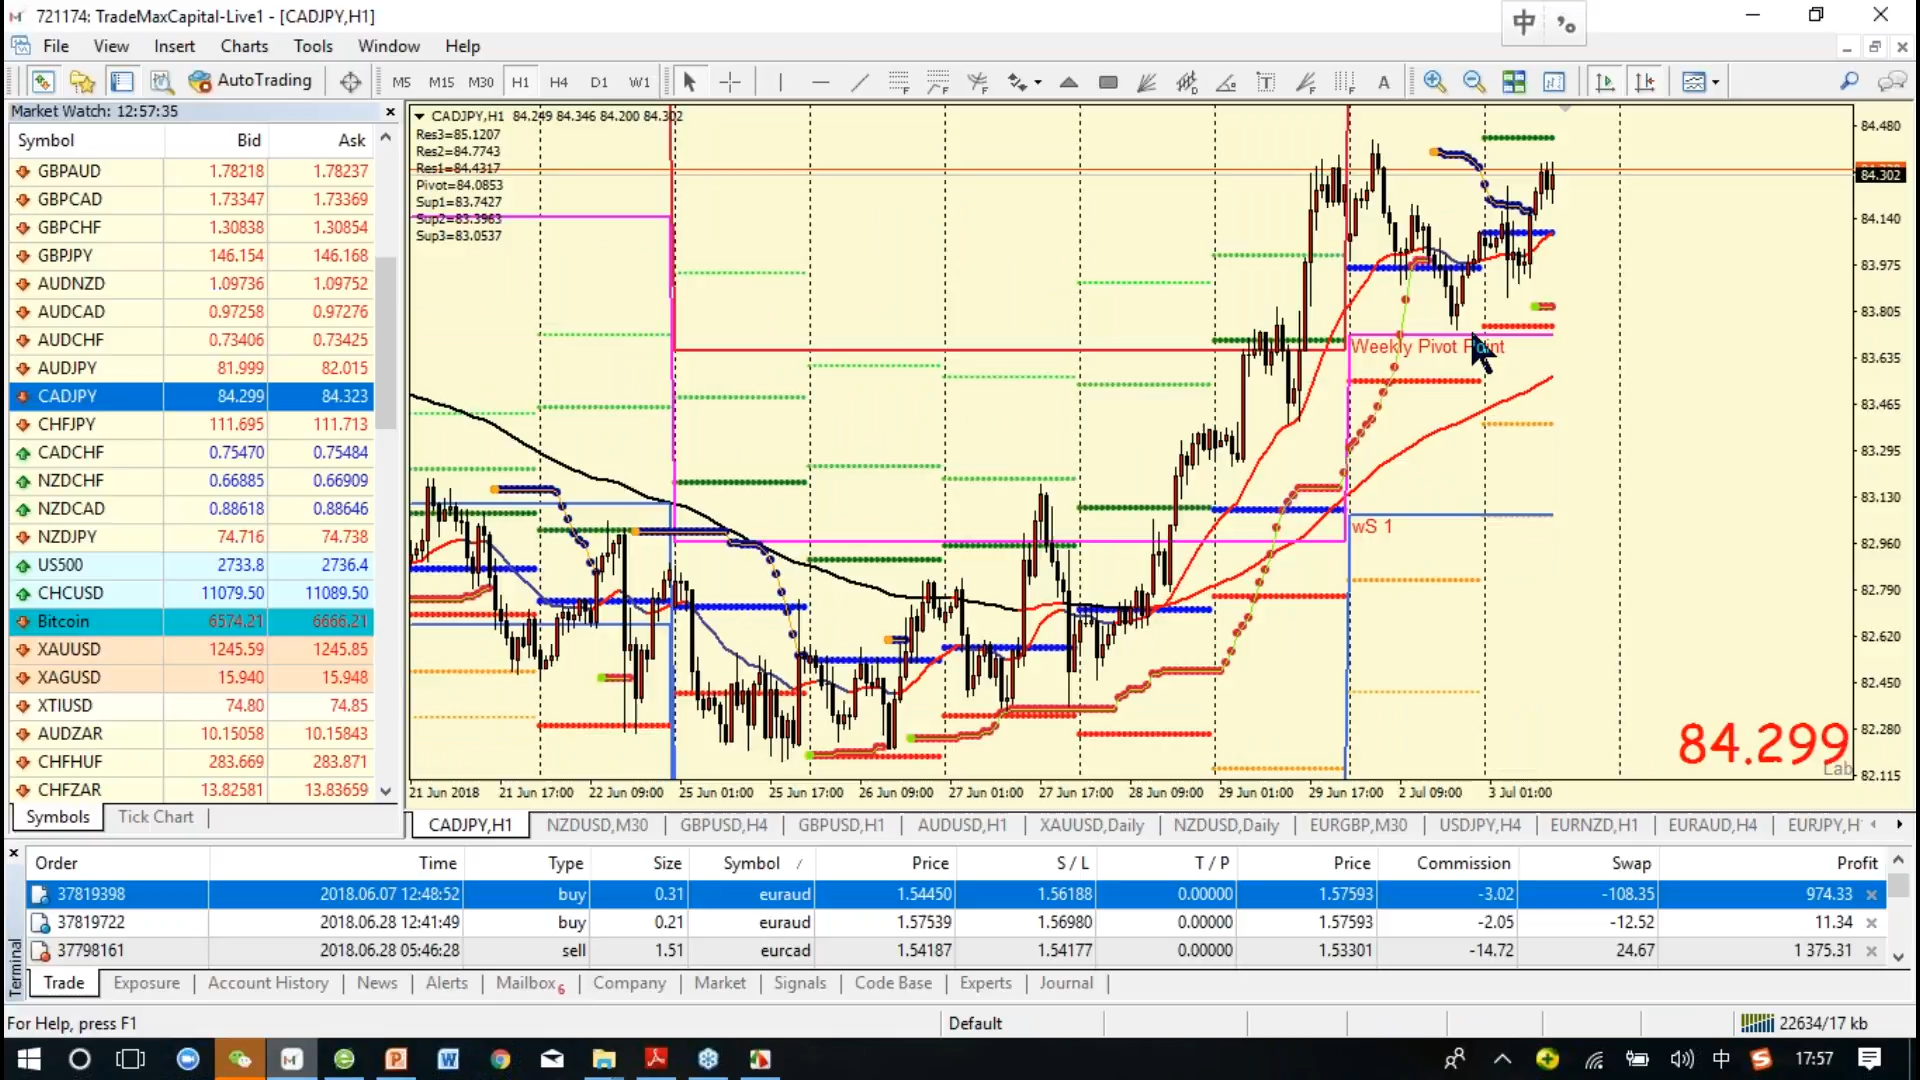 721174: TradeMaxCapital-Live1 - [CADJPY,H1]
中
File View Insert Charts Tools Window Help
AutoTrading M5 M15 M30 H1 H4 D1 W1 A
Market Watch: 12:57:35
Symbol Bid Ask
GBPAUD 1.78218 1.78237
GBPCAD 1.73347 1.73369
GBPCHF 1.30838 1.30854
GBPJPY 146.154 146.168
AUDNZD 1.09736 1.09752
AUDCAD 0.97258 0.97276
AUDCHF 0.73406 0.73425
AUDJPY 81.999 82.015
CADJPY 84.299 84.323
CHFJPY 111.695 111.713
CADCHF 0.75470 0.75484
NZDCHF 0.66885 0.66909
NZDCAD 0.88618 0.88646
NZDJPY 74.716 74.738
US500 2733.8 2736.4
CHCUSD 11079.50 11089.50
Bitcoin 6574.21 6666.21
XAUUSD 1245.59 1245.85
XAGUSD 15.940 15.948
XTIUSD 74.80 74.85
AUDZAR 10.15058 10.15843
CHFHUF 283.669 283.871
CHFZAR 13.82581 13.83659
Symbols Tick Chart
CADJPY,H1 84.249 84.346 84.200 84.302
Res3=85.1207
Res2=84.7743
Res1=84.4317
Pivot=84.0853
Sup1=83.7427
Sup2=83.3963
Sup3=83.0537
Weekly Pivot Point
wS 1
84.299
Lab
84.480
84.302
84.140
83.975
83.805
83.635
83.465
83.295
83.130
82.960
82.790
82.620
82.450
82.280
82.115
21 Jun 2018 21 Jun 17:00 22 Jun 09:00 25 Jun 01:00 25 Jun 17:00 26 Jun 09:00 27 Jun 01:00 27 Jun 17:00 28 Jun 09:00 29 Jun 01:00 29 Jun 17:00 2 Jul 09:00 3 Jul 01:00
CADJPY,H1 NZDUSD,M30 GBPUSD,H4 GBPUSD,H1 AUDUSD,H1 XAUUSD,Daily NZDUSD,Daily EURGBP,M30 USDJPY,H4 EURNZD,H1 EURAUD,H4 EURJPY,H
Order Time Type Size Symbol / Price S / L T / P Price Commission Swap Profit
37819398 2018.06.07 12:48:52 buy 0.31 euraud 1.54450 1.56188 0.00000 1.57593 -3.02 -108.35 974.33
37819722 2018.06.28 12:41:49 buy 0.21 euraud 1.57539 1.56980 0.00000 1.57593 -2.05 -12.52 11.34
37798161 2018.06.28 05:46:28 sell 1.51 eurcad 1.54187 1.54177 0.00000 1.53301 -14.72 24.67 1 375.31
Terminal
Trade Exposure Account History News Alerts Mailbox 6 Company Market Signals Code Base Experts Journal
For Help, press F1 Default 22634/17 kb
中 17:57